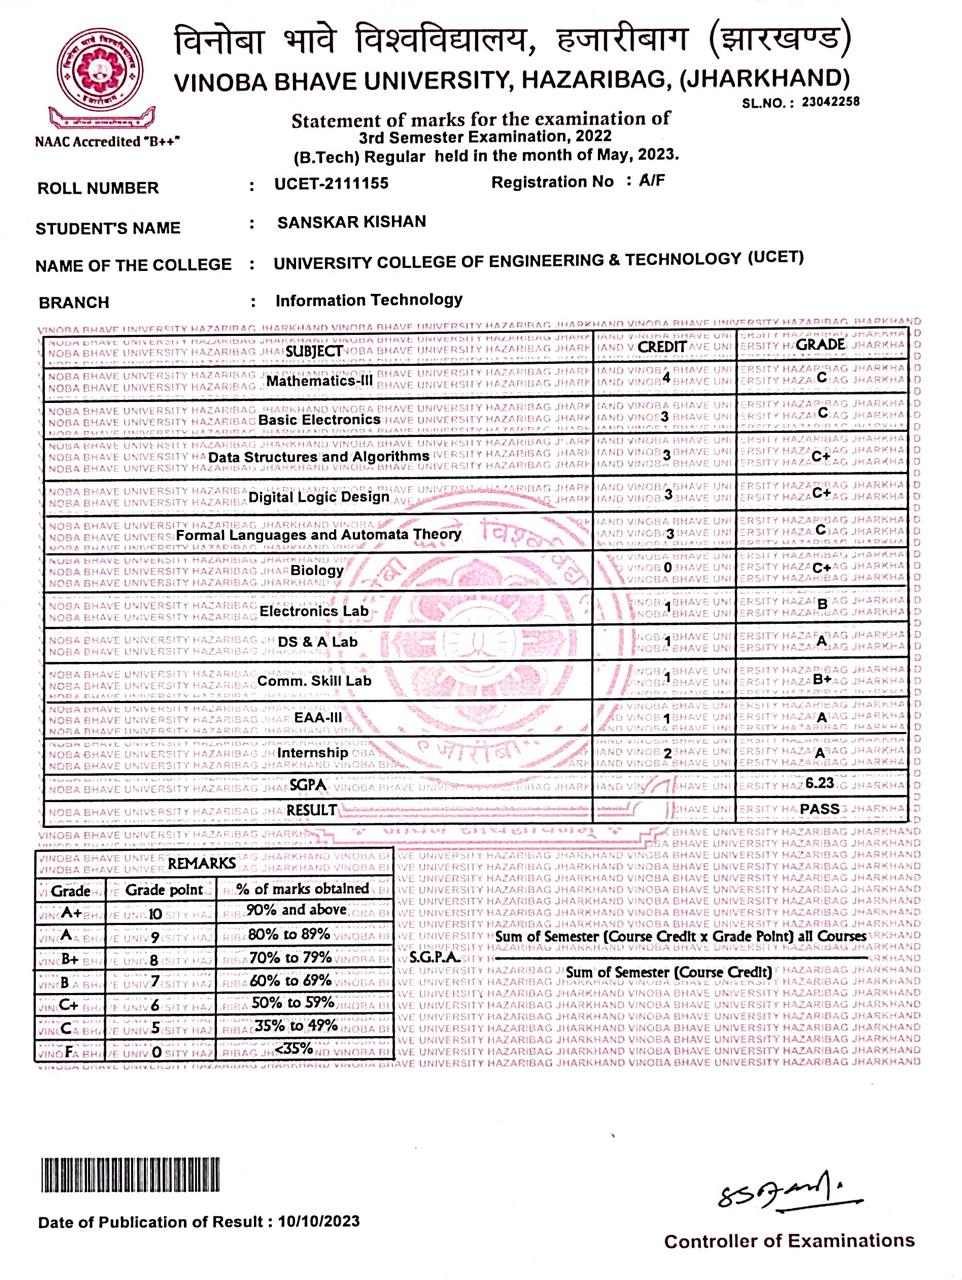 विनोबा भावे विश्वविद्यालय, हजारीबाग (झारखण्ड)
VINOBA BHAVE UNIVERSITY, HAZARIBAG, (JHARKHAND)
SL.NO. : 23042258
NAAC Accredited "B++"
Statement of marks for the examination of
3rd Semester Examination, 2022
(B.Tech) Regular held in the month of May, 2023.
ROLL NUMBER : UCET-2111155 Registration No : A/F
STUDENT'S NAME : SANSKAR KISHAN
NAME OF THE COLLEGE : UNIVERSITY COLLEGE OF ENGINEERING & TECHNOLOGY (UCET)
BRANCH : Information Technology
SUBJECT CREDIT GRADE
Mathematics-III 4 C
Basic Electronics 3 C
Data Structures and Algorithms 3 C+
Digital Logic Design 3 C+
Formal Languages and Automata Theory 3 C
Biology 0 C+
Electronics Lab 1 B
DS & A Lab 1 A
Comm. Skill Lab 1 B+
EAA-III 1 A
Internship 2 A
SGPA 6.23
RESULT PASS
REMARKS
Grade Grade point % of marks obtained
A+ 10 90% and above
A 9 80% to 89%
B+ 8 70% to 79%
B 7 60% to 69%
C+ 6 50% to 59%
C 5 35% to 49%
F 0 <35%
Sum of Semester (Course Credit x Grade Point) all Courses
S.G.P.A.
Sum of Semester (Course Credit)
Date of Publication of Result : 10/10/2023
Controller of Examinations